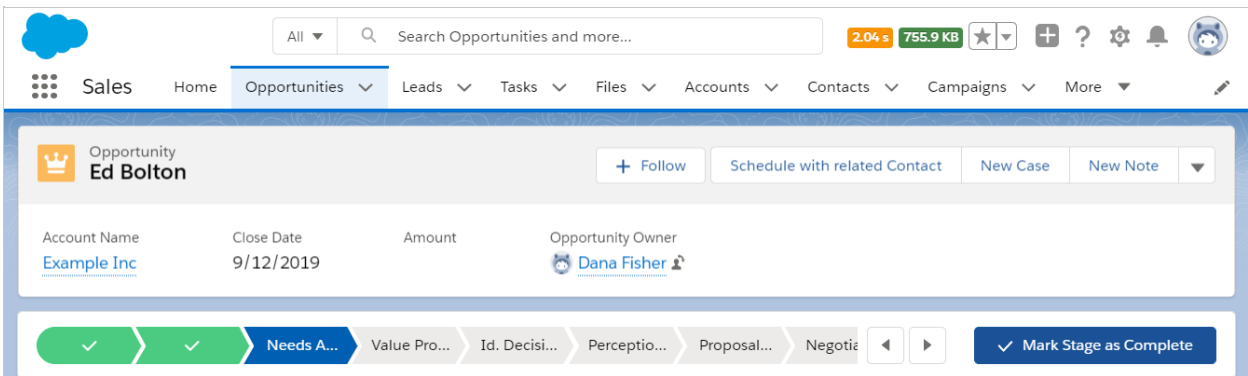 All Search Opportunities and more... 2.04 s 755.9 KB
Sales Home Opportunities Leads Tasks Files Accounts Contacts Campaigns More
Opportunity
Ed Bolton
+ Follow Schedule with related Contact New Case New Note
Account Name Close Date Amount Opportunity Owner
Example Inc 9/12/2019 Dana Fisher
Needs A... Value Pro... Id. Decisi... Perceptio... Proposal... Negotia Mark Stage as Complete